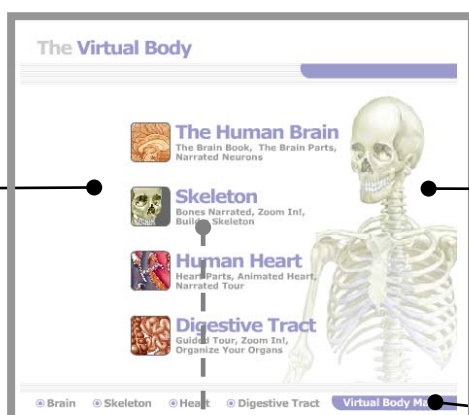 The Virtual Body
The Human Brain
The Brain Book, The Brain Parts,
Narrated Neurons
Skeleton
Bones Narrated, Zoom In!,
Build Skeleton
Human Heart
Heart Parts, Animated Heart,
Narrated Tour
Digestive Tract
Guided Tour, Zoom In!,
Organize Your Organs
Brain Skeleton Heart Digestive Tract Virtual Body